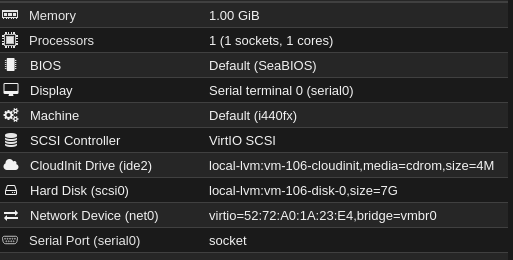 Memory 1.00 GiB
Processors 1 (1 sockets, 1 cores)
BIOS Default (SeaBIOS)
Display Serial terminal 0 (serial0)
Machine Default (i440fx)
SCSI Controller VirtIO SCSI
CloudInit Drive (ide2) local-lvm:vm-106-cloudinit,media=cdrom,size=4M
Hard Disk (scsi0) local-lvm:vm-106-disk-0,size=7G
Network Device (net0) virtio=52:72:A0:1A:23:E4,bridge=vmbr0
Serial Port (serial0) socket